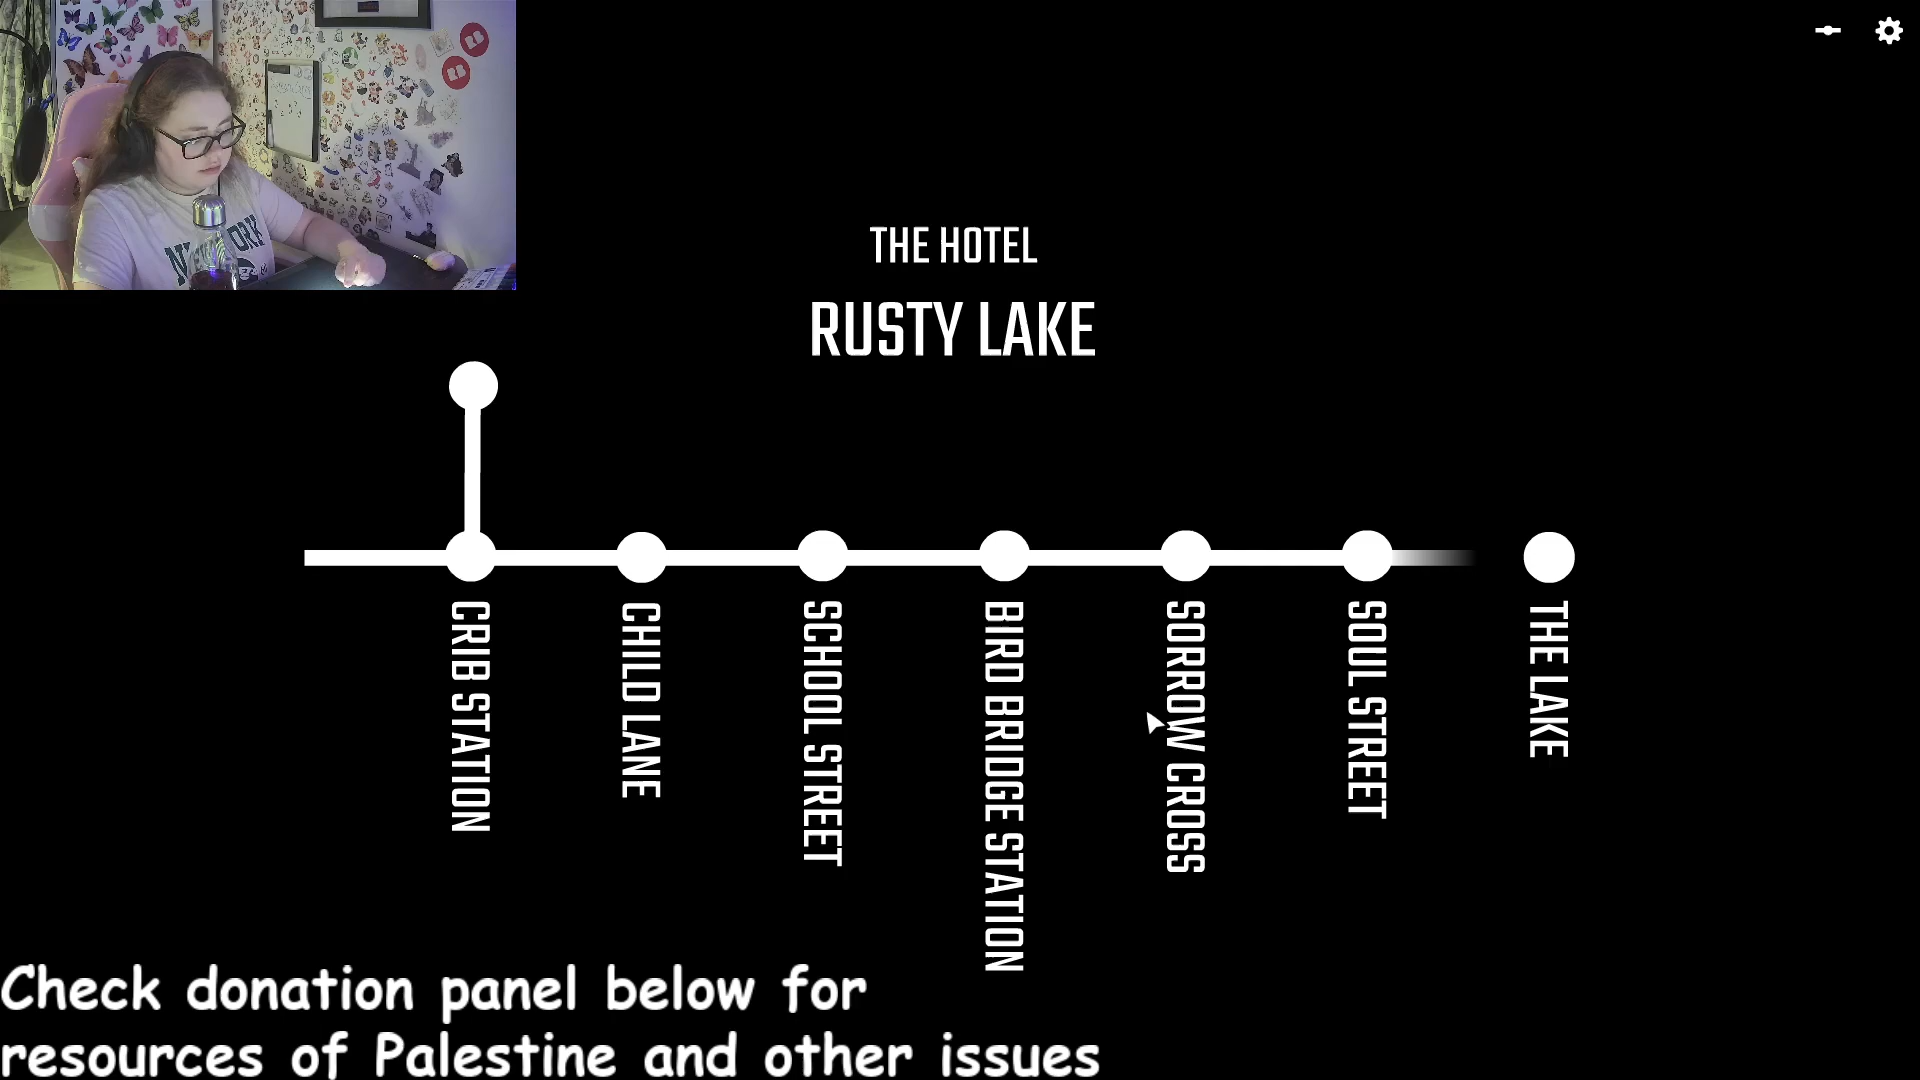 THE HOTEL
RUSTY LAKE
CRIB STATION
CHILD LANE
SCHOOL STREET
BIRD BRIDGE STATION
SORROW CROSS
SOUL STREET
THE LAKE
Check donation panel below for
resources of Palestine and other issues